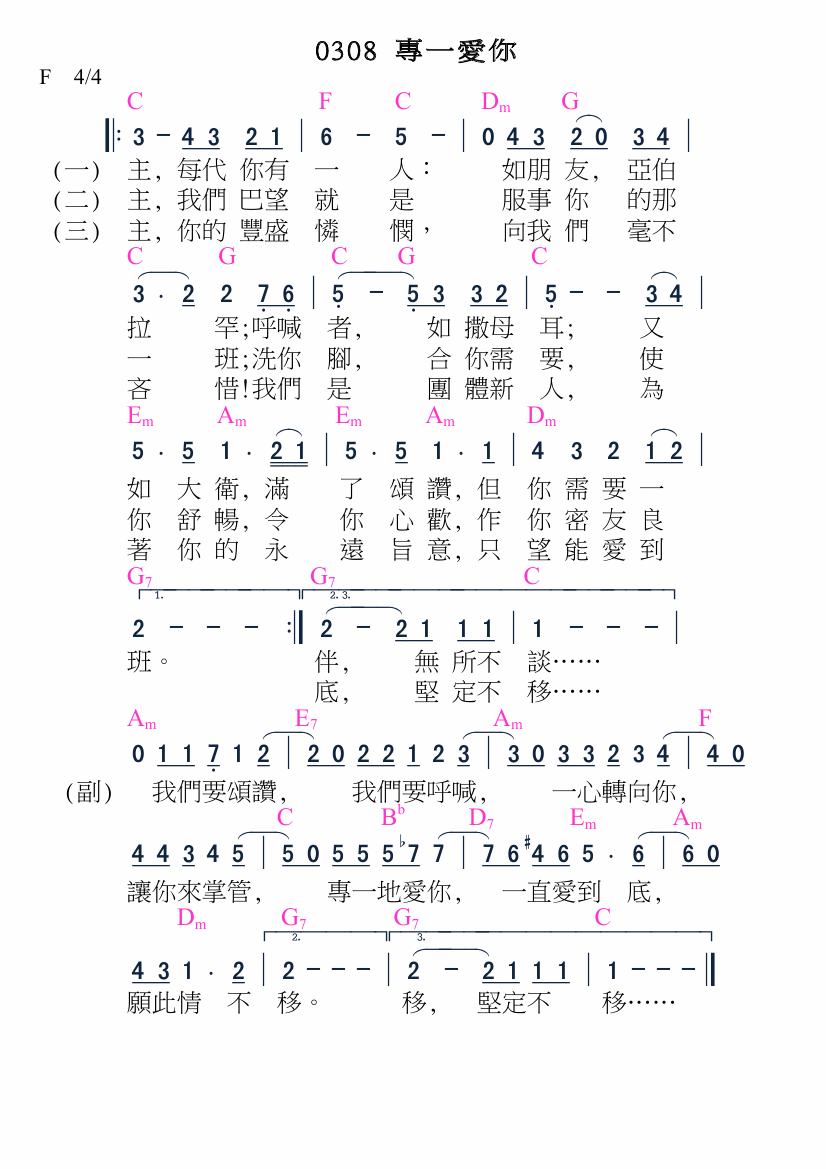 0308 專一愛你
F 4/4
C F C Dm G
3 - 4 3 2 1 | 6 - 5 - | 0 4 3 2 0 3 4 |
(一) 主, 每代 你有 一 人: 如朋 友, 亞伯
(二) 主, 我們 巴望 就 是 服事 你 的那
(三) 主, 你的 豐盛 憐 憫, 向我 們 毫不
C G C G C
3 · 2 2 7 6 | 5 - 5 3 3 2 | 5 - - 3 4 |
拉 罕;呼喊 者, 如 撒母 耳; 又
一 班;洗你 腳, 合 你需 要, 使
吝 惜!我們 是 團 體新 人, 為
Em Am Em Am Dm
5 · 5 1 · 2 1 | 5 · 5 1 · 1 | 4 3 2 1 2 |
如 大 衛, 滿 了 頌 讚, 但 你 需 要 一
你 舒 暢, 令 你 心 歡, 作 你 密 友 良
著 你 的 永 遠 旨 意, 只 望 能 愛 到
G7 G7 C
1. 2. 3.
2 - - - :| 2 - 2 1 1 1 | 1 - - - |
班。 伴, 無 所不 談……
底, 堅 定不 移……
Am E7 Am F
0 1 1 7 1 2 | 2 0 2 2 1 2 3 | 3 0 3 3 2 3 4 | 4 0
(副) 我們要頌讚, 我們要呼喊, 一心轉向你,
C Bb D7 Em Am
4 4 3 4 5 | 5 0 5 5 5 ♭7 7 | 7 6 #4 6 5 · 6 | 6 0
讓你來掌管, 專一地愛你, 一直愛到 底,
Dm G7 G7 C
2. 3.
4 3 1 · 2 | 2 - - - | 2 - 2 1 1 1 | 1 - - - ‖
願此情 不 移。 移, 堅定不 移……